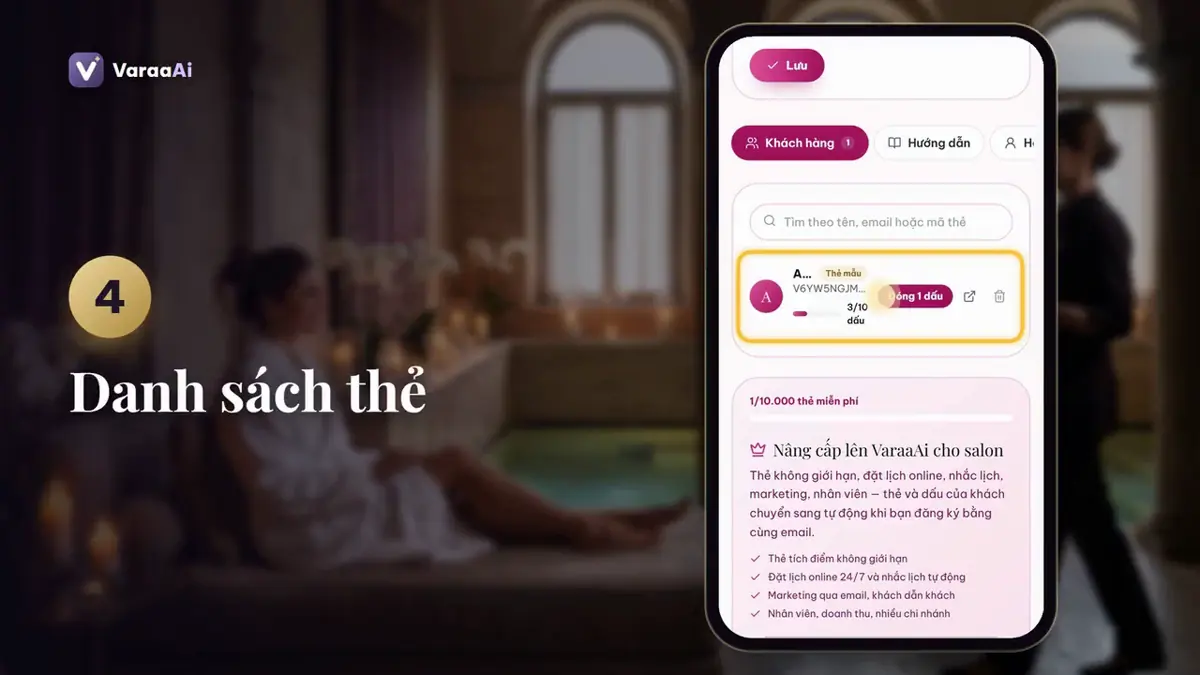 VaraaAi
4
Danh sách thẻ
Lưu
Khách hàng 1
Hướng dẫn
Tìm theo tên, email hoặc mã thẻ
A...
Thẻ mẫu
A
V6YW5NGJM...
3/10
dấu
1 dấu
1/10.000 thẻ miễn phí
Nâng cấp lên VaraaAi cho salon
Thẻ không giới hạn, đặt lịch online, nhắc lịch,
marketing, nhân viên — thẻ và dấu của khách
chuyển sang tự động khi bạn đăng ký bằng
cùng email.
Thẻ tích điểm không giới hạn
Đặt lịch online 24/7 và nhắc lịch tự động
Marketing qua email, khách dẫn khách
Nhân viên, doanh thu, nhiều chi nhánh